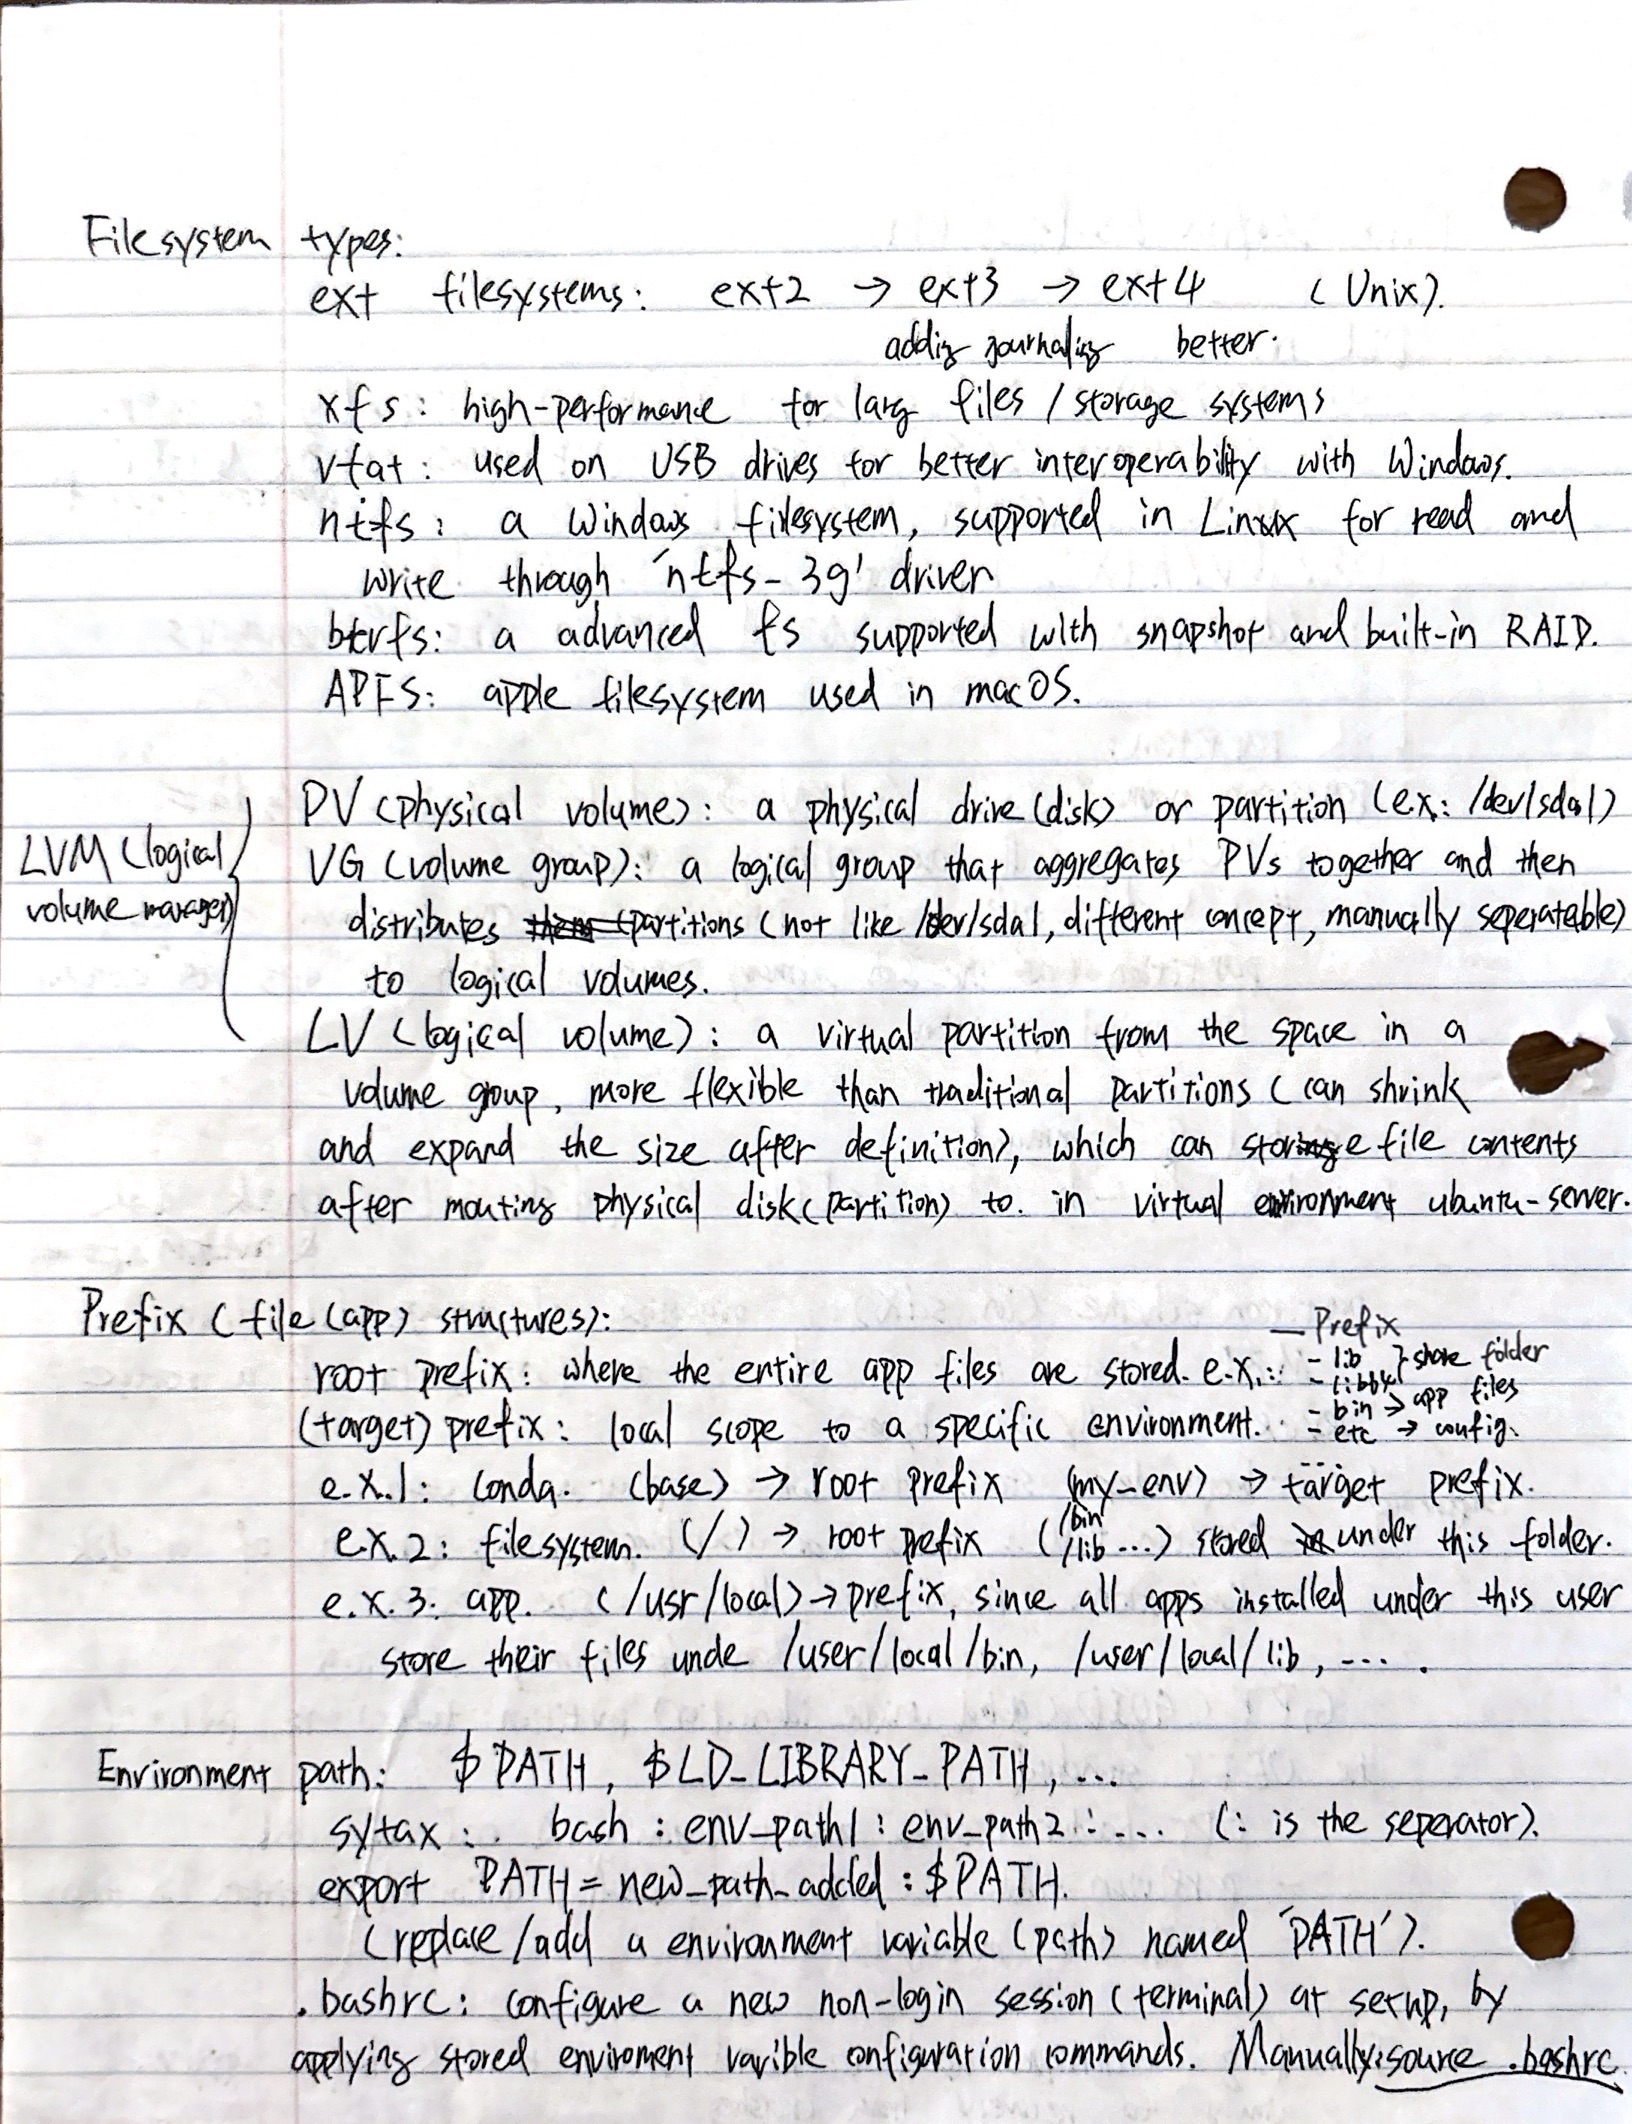 Filesystem types:
ext filesystems: ext2 → ext3 → ext4 (Unix).
adding journaling better.
xfs: high-performance for larg files / storage systems
vfat: used on USB drives for better interoperability with Windows.
ntfs: a Windows filesystem, supported in Linux for read and
write through 'ntfs-3g' driver
btrfs: a advanced fs supported with snapshot and built-in RAID.
APFS: apple filesystem used in macOS.
LVM (logical
volume manager)
PV (physical volume): a physical drive (disk) or partition (ex: /dev/sda1)
VG (volume group): a logical group that aggregates PVs together and then
distributes partitions (not like /dev/sda1, different concept, manually seperatable)
to logical volumes.
LV (logical volume): a virtual partition from the space in a
volume group, more flexible than traditional partitions (can shrink
and expand the size after definition), which can store file contents
after mouting physical disk (partition) to. in virtual environment ubuntu-server.
Prefix (file (app) structures):
root prefix: where the entire app files are stored. e.x.:
— Prefix
- lib } share folder
- lib64
- bin → app files
- etc → config.
...
(target) prefix: local scope to a specific environment.
e.x.1: conda. (base) → root prefix (my-env) → target prefix.
e.x.2: filesystem. (/) → root prefix (/bin /lib ...) stored under this folder.
e.x.3: app. (/usr/local) → prefix, since all apps installed under this user
store their files unde /user/local/bin, /user/local/lib, ... .
Environment path: $PATH, $LD_LIBRARY_PATH, ...
sytax: bash : env_path1 : env_path2 : ... (: is the seperator).
export PATH = new_path_added : $PATH.
(replace/add a environment variable (path) named 'PATH').
.bashrc: configure a new non-login session (terminal) at setup, by
applying stored enviroment varible configuration commands. Manually: source .bashrc.